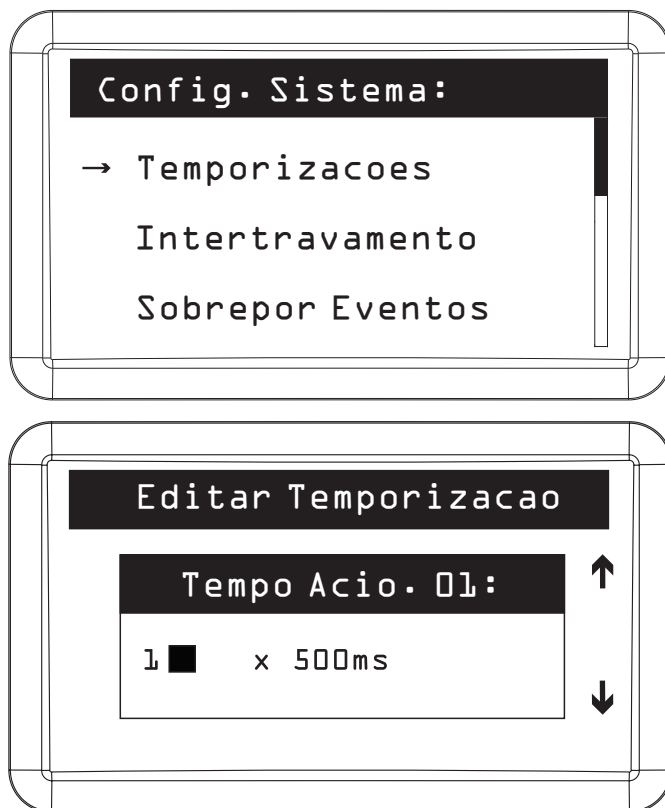 Config. Sistema:
→ Temporizacoes
Intertravamento
Sobrepor Eventos
Editar Temporizacao
Tempo Acio. 01:
1■ x 500ms